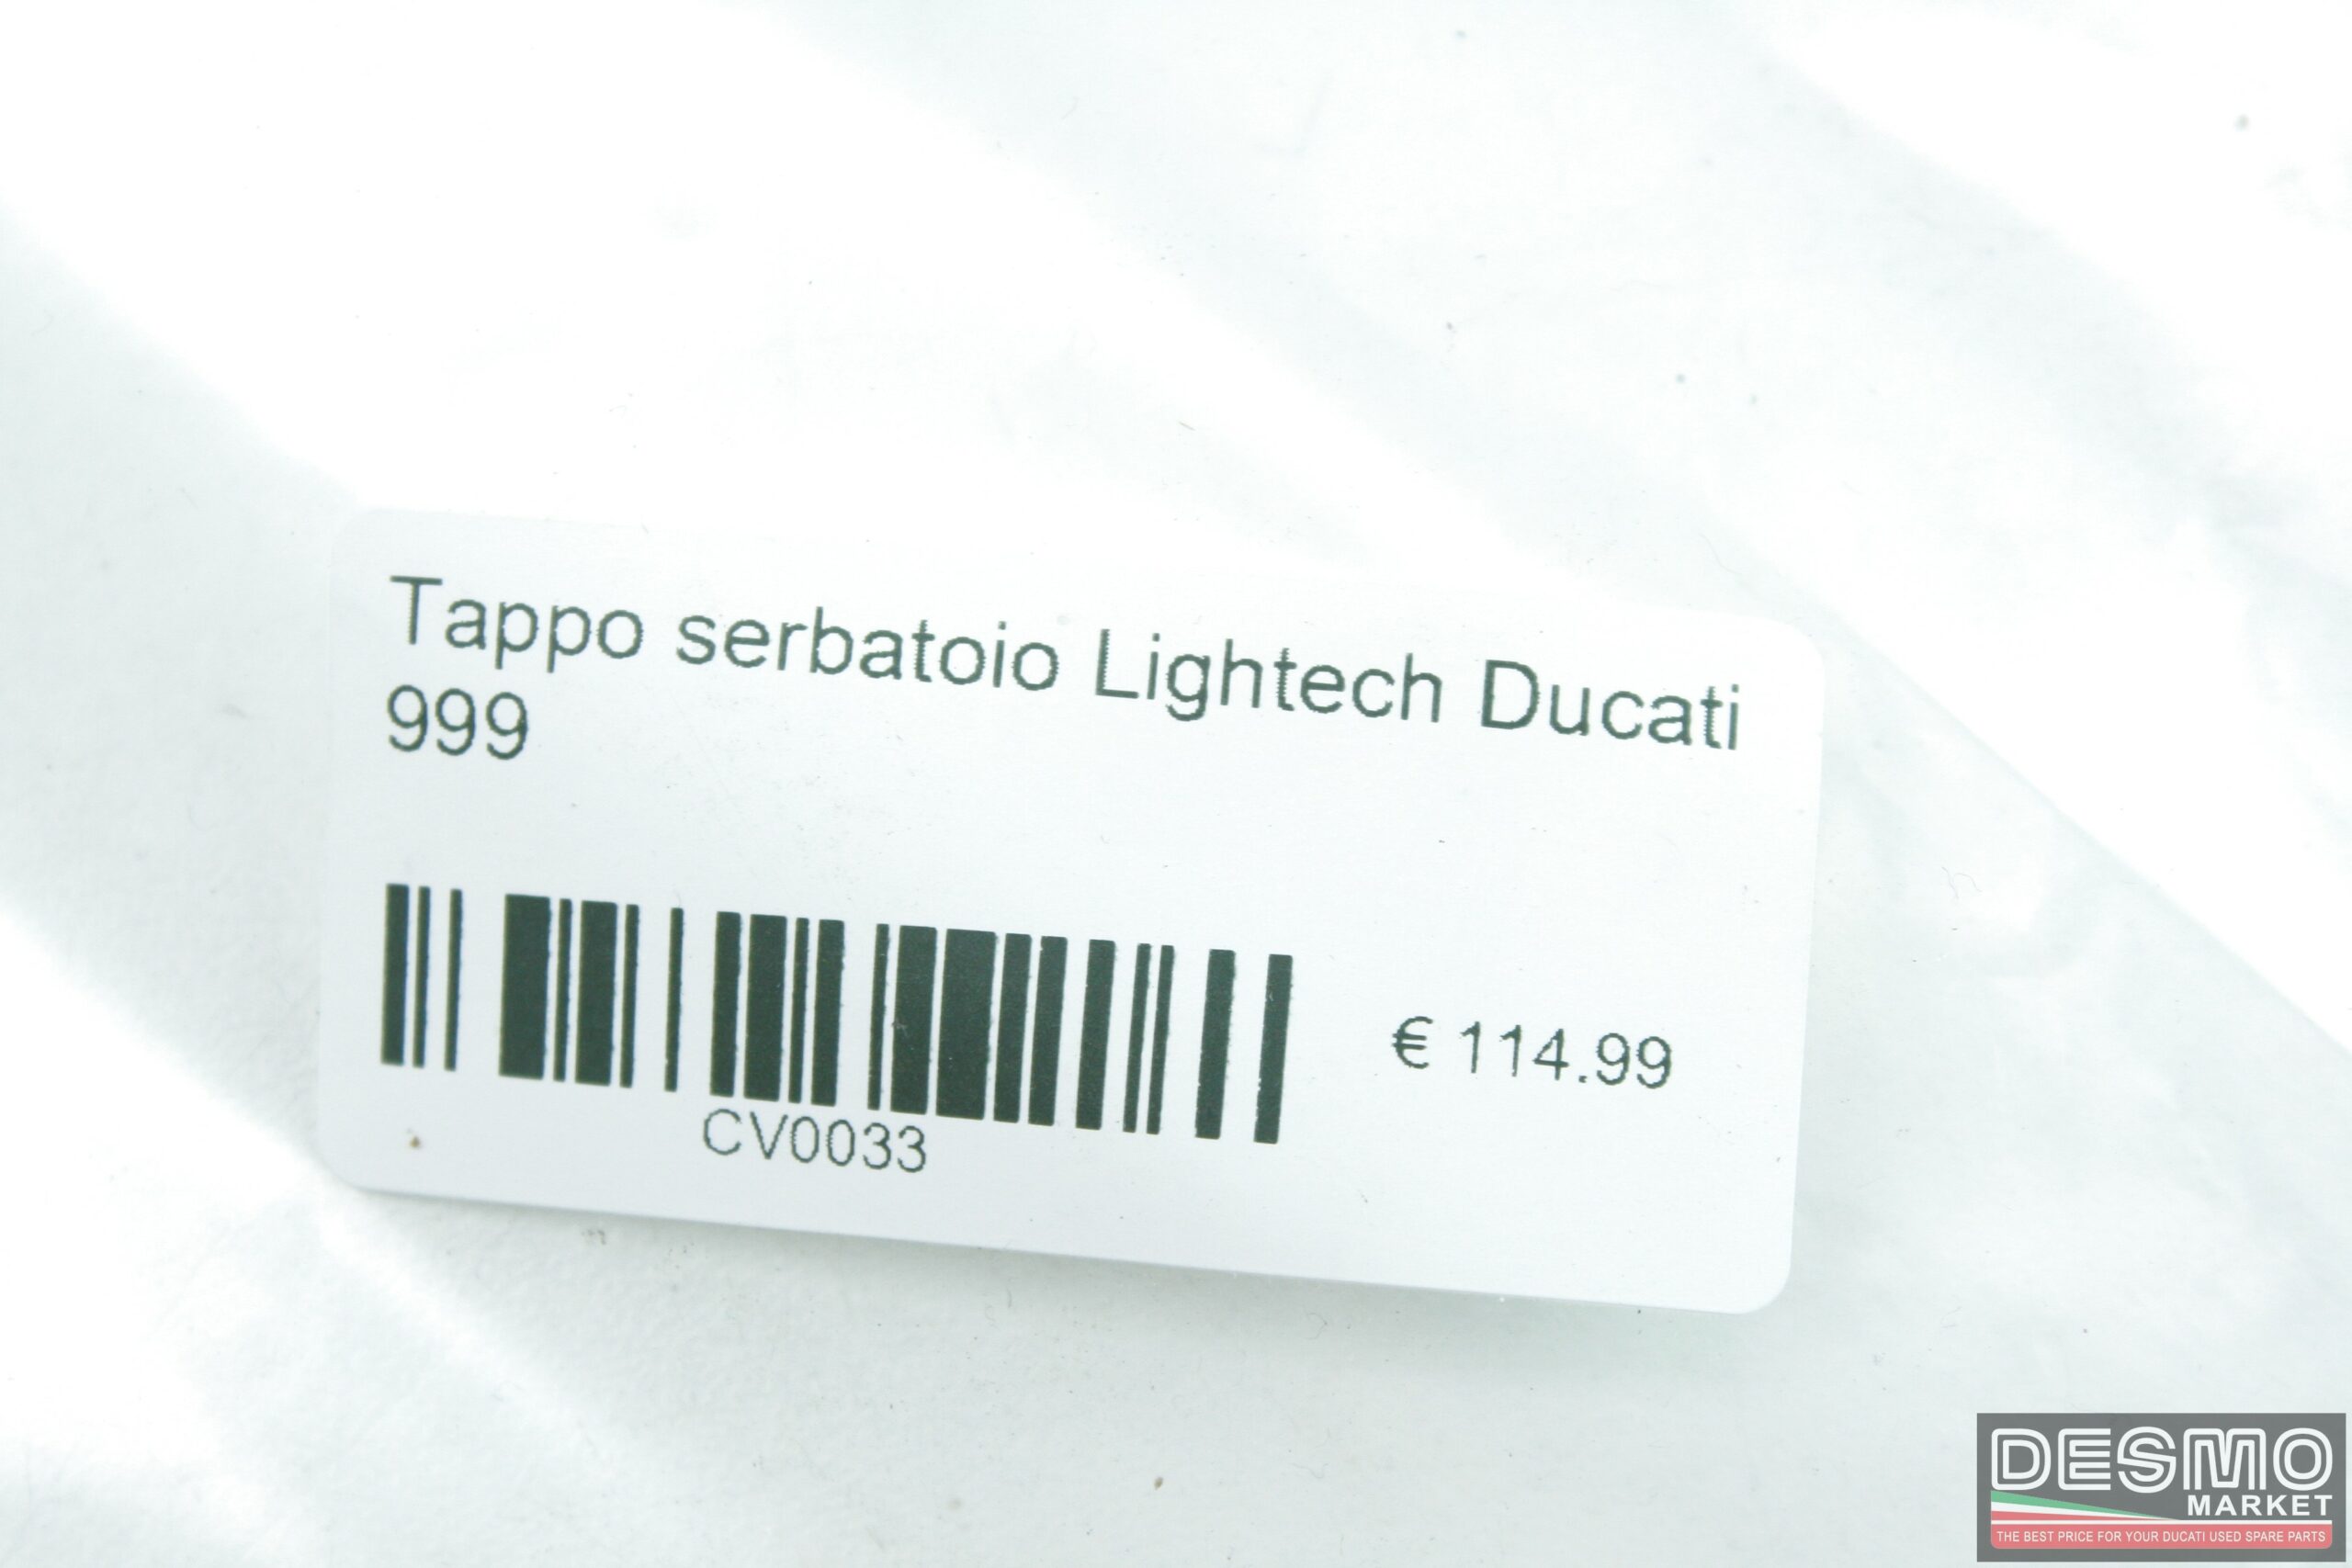 Tappo serbatoio Lightech Ducati
999
CV0033
€ 114.99
DESMO
MARKET
THE BEST PRICE FOR YOUR DUCATI USED SPARE PARTS